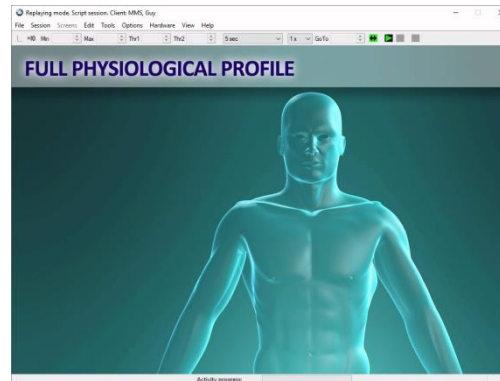 Replaying mode. Script session. Client: MMS, Guy
File Session Screens Edit Tools Options Hardware View Help
Min Max Thr1 Thr2 5 sec 1 x GoTo
FULL PHYSIOLOGICAL PROFILE
Activity progress: